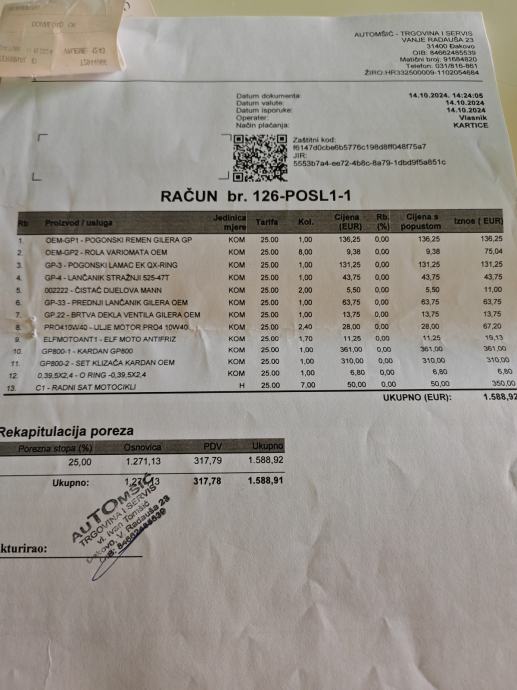 AUTOMŠIĆ - TRGOVINA I SERVIS
VANJE RADAUŠA 23
31400 Đakovo
OIB: 84662485539
Matični broj: 91684820
Telefon: 031/816-861
ŽIRO:HR332500009-1102054684
Datum dokumenta: 14.10.2024, 14:24:05
Datum valute: 14.10.2024
Datum isporuke: 14.10.2024
Operater: Vlasnik
Način plaćanja: KARTICE
Zaštitni kod:
f6147d0cbe6b5776c198d8ff048f75a7
JIR:
5553b7a4-ee72-4b8c-8a79-1dbd9f5a851c
RAČUN br. 126-POSL1-1
Rb Proizvod / usluga Jedinica mjere Tarifa Kol. Cijena (EUR) Rb. (%) Cijena s popustom Iznos ( EUR)
1. OEM-GP1 - POGONSKI REMEN GILERA GP KOM 25.00 1,00 136,25 0,00 136,25 136,25
2. OEM-GP2 - ROLA VARIOMATA OEM KOM 25.00 8,00 9,38 0,00 9,38 75,04
3. GP-3 - POGONSKI LAMAC EK QX-RING KOM 25.00 1,00 131,25 0,00 131,25 131,25
4. GP-4 - LANČANIK STRAŽNJI 525-47T KOM 25.00 1,00 43,75 0,00 43,75 43,75
5. 002222 - ČISTAČ DIJELOVA MANN KOM 25.00 2,00 5,50 0,00 5,50 11,00
6. GP-33 - PREDNJI LANČANIK GILERA OEM KOM 25.00 1,00 63,75 0,00 63,75 63,75
7. GP.22 - BRTVA DEKLA VENTILA GILERA OEM KOM 25.00 1,00 13,75 0,00 13,75 13,75
8. PRO410W40 - ULJE MOTOR PRO4 10W40 KOM 25.00 2,40 28,00 0,00 28,00 67,20
9. ELFMOTOANT1 - ELF MOTO ANTIFRIZ KOM 25.00 1,70 11,25 0,00 11,25 19,13
10. GP800-1 - KARDAN GP800 KOM 25.00 1,00 361,00 0,00 361,00 361,00
11. GP800-2 - SET KLIZAČA KARDAN OEM KOM 25.00 1,00 310,00 0,00 310,00 310,00
12. 0,39,5X2,4 - O RING -0,39,5X2,4 KOM 25.00 1,00 6,80 0,00 6,80 6,80
13. C1 - RADNI SAT MOTOCIKLI H 25.00 7,00 50,00 0,00 50,00 350,00
UKUPNO (EUR): 1.588,92
Rekapitulacija poreza
Porezna stopa (%) Osnovica PDV Ukupno
25,00 1.271,13 317,79 1.588,92
Ukupno: 1.271,13 317,78 1.588,91
AUTOMŠIĆ
TRGOVINA I SERVIS
vl. Ivan Tomšić
Đakovo, V. Radauša 23
OIB: 84662485539
kturirao: